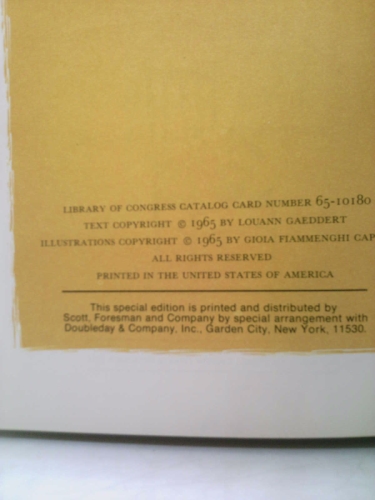 LIBRARY OF CONGRESS CATALOG CARD NUMBER 65-10180
TEXT COPYRIGHT © 1965 BY LOUANN GAEDDERT
ILLUSTRATIONS COPYRIGHT © 1965 BY GIOIA FIAMMENGHI CAP
ALL RIGHTS RESERVED
PRINTED IN THE UNITED STATES OF AMERICA
This special edition is printed and distributed by
Scott, Foresman and Company by special arrangement with
Doubleday & Company, Inc., Garden City, New York, 11530.